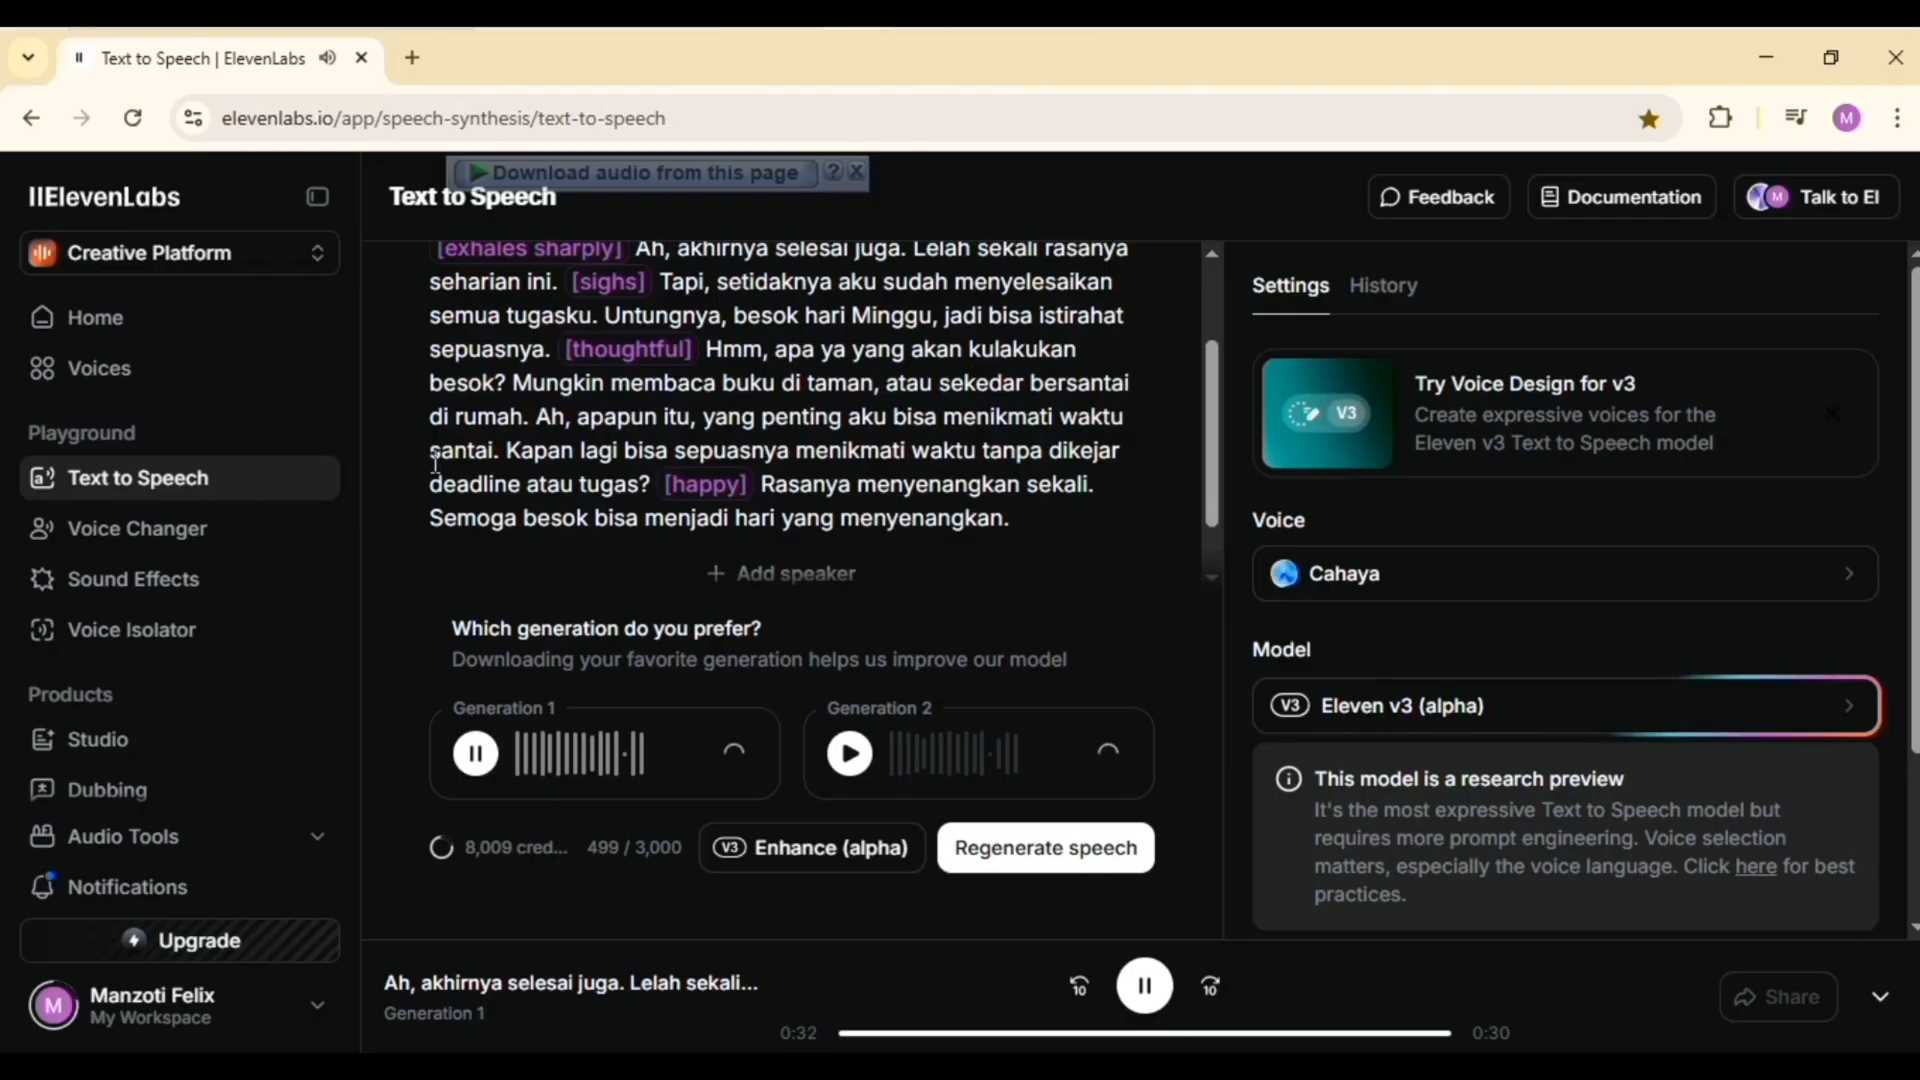 Text to Speech | ElevenLabs
elevenlabs.io/app/speech-synthesis/text-to-speech
M
Download audio from this page
? X
IIElevenLabs
Creative Platform
Home
Voices
Playground
Text to Speech
Voice Changer
Sound Effects
Voice Isolator
Products
Studio
Dubbing
Audio Tools
Notifications
Upgrade
M
Manzoti Felix
My Workspace
Text to Speech
Feedback
Documentation
M
Talk to El
[exhales sharply] Ah, akhirnya selesai juga. Lelah sekali rasanya
seharian ini. [sighs] Tapi, setidaknya aku sudah menyelesaikan
semua tugasku. Untungnya, besok hari Minggu, jadi bisa istirahat
sepuasnya. [thoughtful] Hmm, apa ya yang akan kulakukan
besok? Mungkin membaca buku di taman, atau sekedar bersantai
di rumah. Ah, apapun itu, yang penting aku bisa menikmati waktu
santai. Kapan lagi bisa sepuasnya menikmati waktu tanpa dikejar
deadline atau tugas? [happy] Rasanya menyenangkan sekali.
Semoga besok bisa menjadi hari yang menyenangkan.
+ Add speaker
Which generation do you prefer?
Downloading your favorite generation helps us improve our model
Generation 1
Generation 2
8,009 cred...
499 / 3,000
V3 Enhance (alpha)
Regenerate speech
Settings
History
V3
Try Voice Design for v3
Create expressive voices for the
Eleven v3 Text to Speech model
Voice
Cahaya
Model
V3 Eleven v3 (alpha)
This model is a research preview
It's the most expressive Text to Speech model but
requires more prompt engineering. Voice selection
matters, especially the voice language. Click here for best
practices.
Ah, akhirnya selesai juga. Lelah sekali...
Generation 1
10
10
0:32
0:30
Share